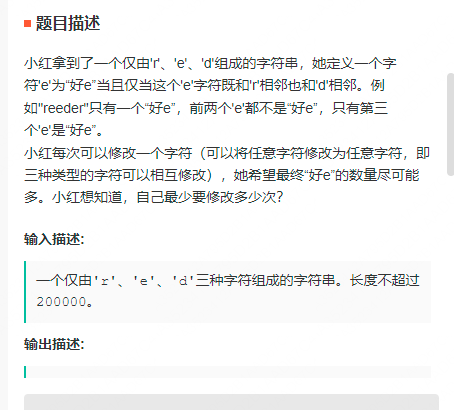 题目描述
小红拿到了一个仅由'r'、'e'、'd'组成的字符串，她定义一个字
符'e'为“好e”当且仅当这个'e'字符既和'r'相邻也和'd'相邻。例
如"reeder"只有一个“好e”，前两个'e'都不是“好e”，只有第三
个'e'是“好e”。
小红每次可以修改一个字符（可以将任意字符修改为任意字符，即
三种类型的字符可以相互修改），她希望最终“好e”的数量尽可能
多。小红想知道，自己最少要修改多少次？
输入描述:
一个仅由'r'、'e'、'd'三种字符组成的字符串。长度不超过
200000。
输出描述: